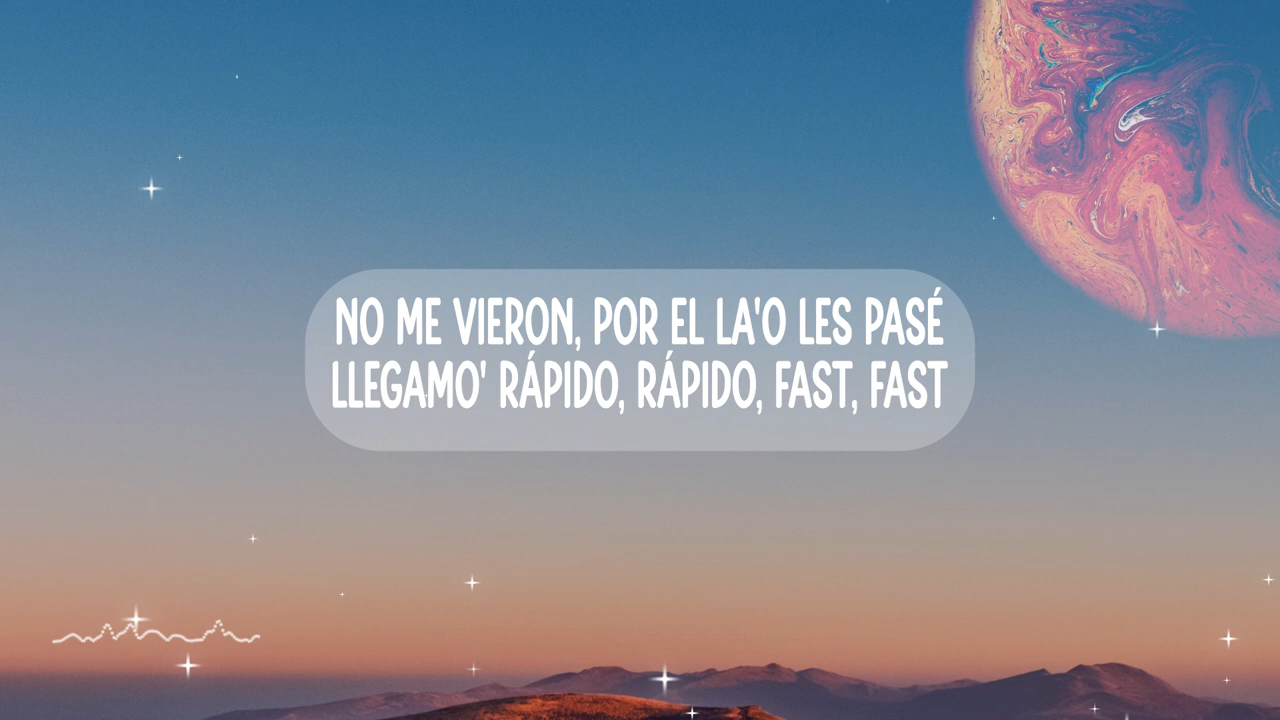 NO ME VIERON, POR EL LA'O LES PASÉ
LLEGAMO' RÁPIDO, RÁPIDO, FAST, FAST